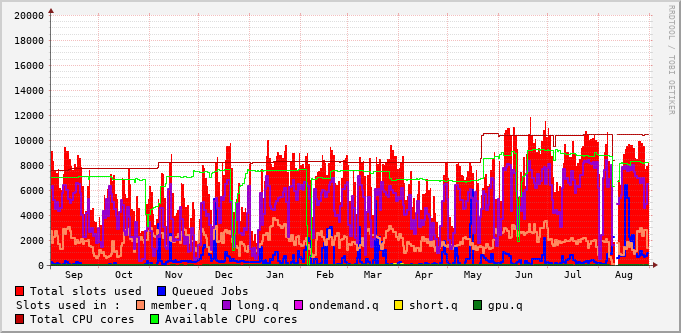 RRDTOOL / TOBI OETIKER
20000
18000
16000
14000
12000
10000
8000
6000
4000
2000
0
Sep Oct Nov Dec Jan Feb Mar Apr May Jun Jul Aug
Total slots used Queued Jobs
Slots used in : member.q long.q ondemand.q short.q gpu.q
Total CPU cores Available CPU cores